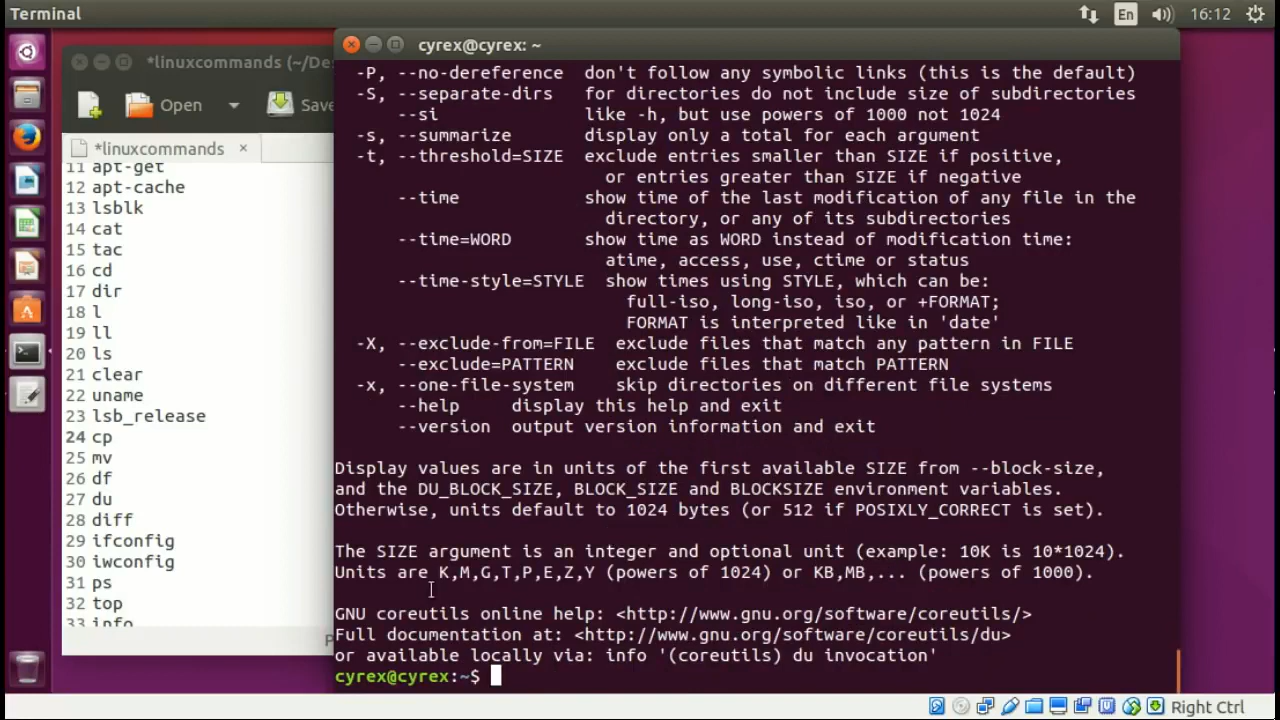 Terminal
En
16:12
*linuxcommands (~/De
Open
Save
*linuxcommands ×
11 apt-get
12 apt-cache
13 lsblk
14 cat
15 tac
16 cd
17 dir
18 l
19 ll
20 ls
21 clear
22 uname
23 lsb_release
24 cp
25 mv
26 df
27 du
28 diff
29 ifconfig
30 iwconfig
31 ps
32 top
33 info
cyrex@cyrex: ~
-P, --no-dereference  don't follow any symbolic links (this is the default)
-S, --separate-dirs   for directories do not include size of subdirectories
--si              like -h, but use powers of 1000 not 1024
-s, --summarize       display only a total for each argument
-t, --threshold=SIZE  exclude entries smaller than SIZE if positive,
or entries greater than SIZE if negative
--time            show time of the last modification of any file in the
directory, or any of its subdirectories
--time=WORD       show time as WORD instead of modification time:
atime, access, use, ctime or status
--time-style=STYLE  show times using STYLE, which can be:
full-iso, long-iso, iso, or +FORMAT;
FORMAT is interpreted like in 'date'
-X, --exclude-from=FILE  exclude files that match any pattern in FILE
--exclude=PATTERN    exclude files that match PATTERN
-x, --one-file-system    skip directories on different file systems
--help     display this help and exit
--version  output version information and exit
Display values are in units of the first available SIZE from --block-size,
and the DU_BLOCK_SIZE, BLOCK_SIZE and BLOCKSIZE environment variables.
Otherwise, units default to 1024 bytes (or 512 if POSIXLY_CORRECT is set).
The SIZE argument is an integer and optional unit (example: 10K is 10*1024).
Units are K,M,G,T,P,E,Z,Y (powers of 1024) or KB,MB,... (powers of 1000).
GNU coreutils online help: <http://www.gnu.org/software/coreutils/>
Full documentation at: <http://www.gnu.org/software/coreutils/du>
or available locally via: info '(coreutils) du invocation'
cyrex@cyrex:~$
Right Ctrl